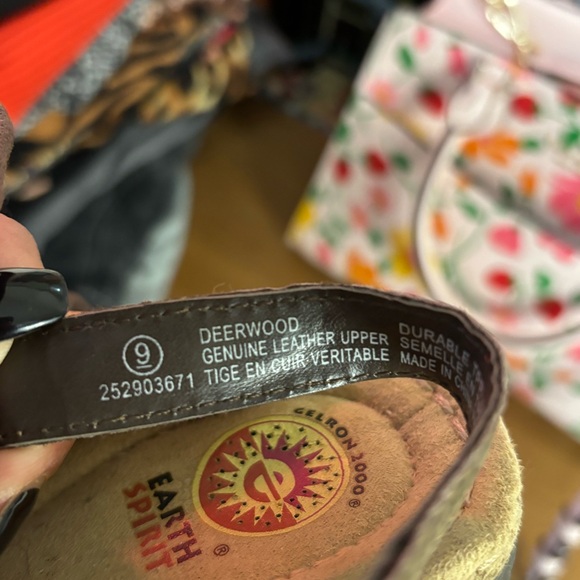 9
252903671
DEERWOOD
GENUINE LEATHER UPPER
TIGE EN CUIR VERITABLE
DURABLE
SEMELLE
MADE IN
GELRON 2000®
e
EARTH
SPIRIT®